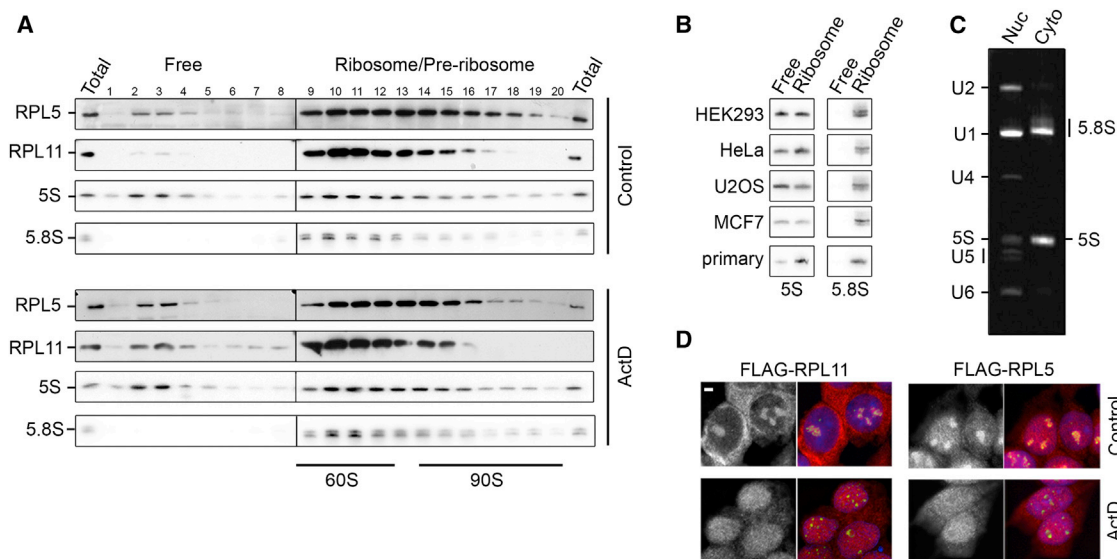 A
Total
Free
Ribosome/Pre-ribosome
Total
1 2 3 4 5 6 7 8 9 10 11 12 13 14 15 16 17 18 19 20
RPL5
RPL11
5S
5.8S
Control
RPL5
RPL11
5S
5.8S
ActD
60S
90S
B
Free
Ribosome
Free
Ribosome
HEK293
HeLa
U2OS
MCF7
primary
5S
5.8S
C
Nuc
Cyto
U2
U1
5.8S
U4
5S
5S
U5
U6
D
FLAG-RPL11
FLAG-RPL5
Control
ActD